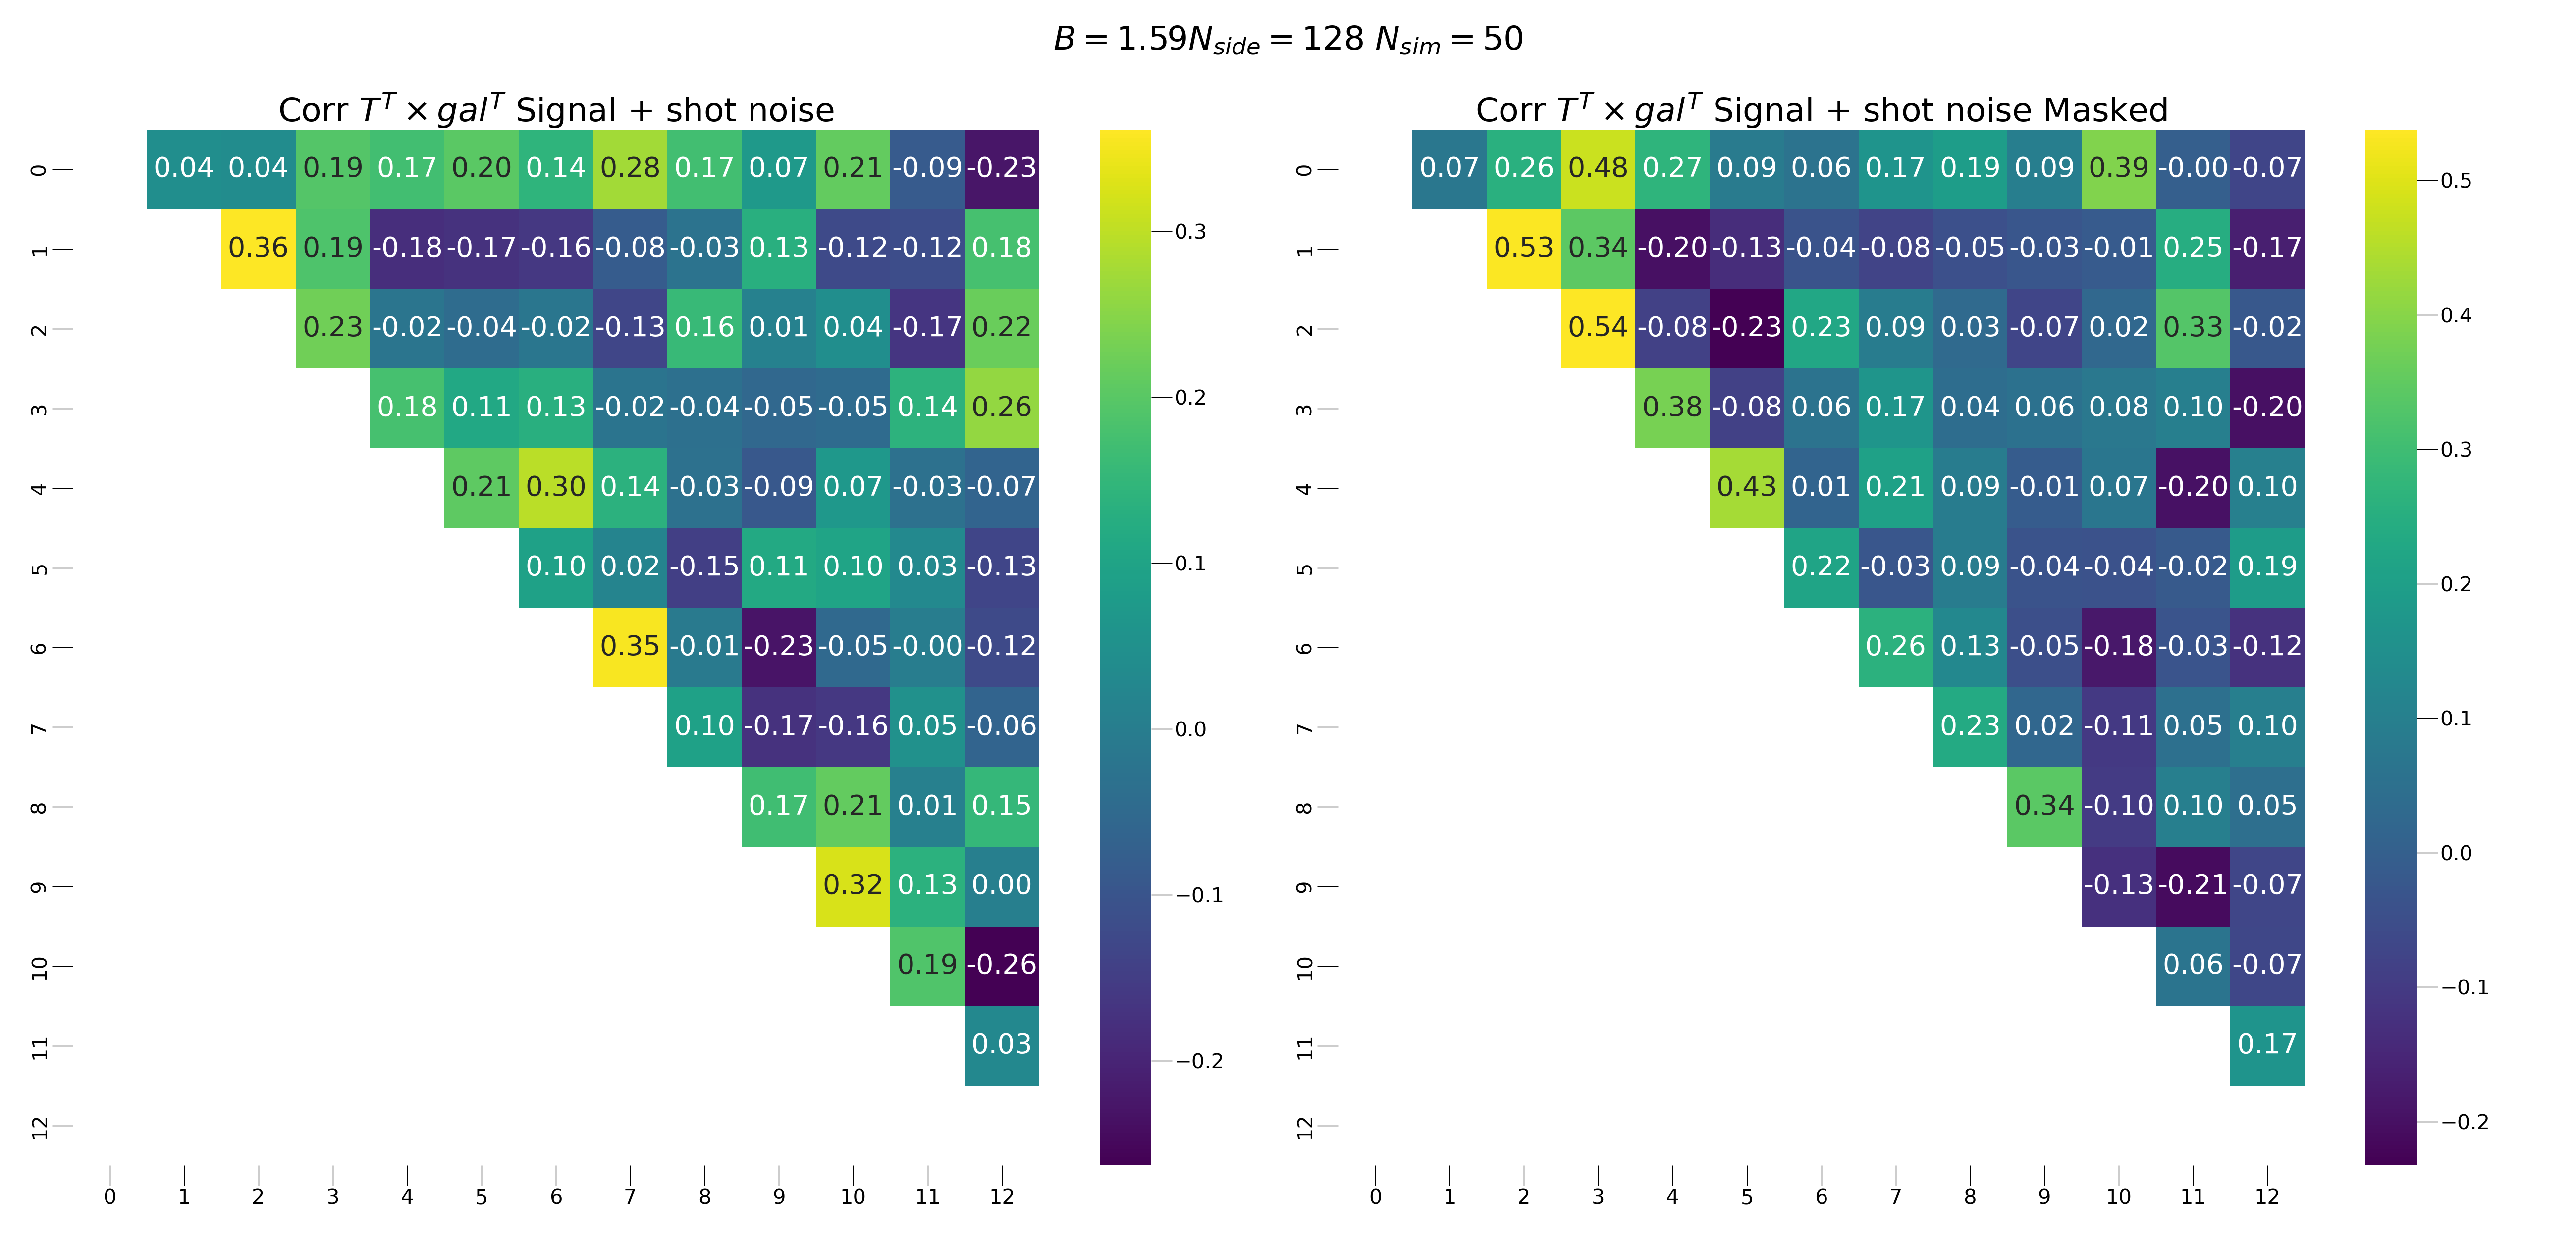 B = 1.59N_side = 128 N_sim = 50
Corr T^T × gal^T Signal + shot noise
0 0.04 0.04 0.19 0.17 0.20 0.14 0.28 0.17 0.07 0.21 -0.09 -0.23
1 0.36 0.19 -0.18 -0.17 -0.16 -0.08 -0.03 0.13 -0.12 -0.12 0.18
2 0.23 -0.02 -0.04 -0.02 -0.13 0.16 0.01 0.04 -0.17 0.22
3 0.18 0.11 0.13 -0.02 -0.04 -0.05 -0.05 0.14 0.26
4 0.21 0.30 0.14 -0.03 -0.09 0.07 -0.03 -0.07
5 0.10 0.02 -0.15 0.11 0.10 0.03 -0.13
6 0.35 -0.01 -0.23 -0.05 -0.00 -0.12
7 0.10 -0.17 -0.16 0.05 -0.06
8 0.17 0.21 0.01 0.15
9 0.32 0.13 0.00
10 0.19 -0.26
11 0.03
12
0 1 2 3 4 5 6 7 8 9 10 11 12
0.3
0.2
0.1
0.0
−0.1
−0.2
Corr T^T × gal^T Signal + shot noise Masked
0 0.07 0.26 0.48 0.27 0.09 0.06 0.17 0.19 0.09 0.39 -0.00 -0.07
1 0.53 0.34 -0.20 -0.13 -0.04 -0.08 -0.05 -0.03 -0.01 0.25 -0.17
2 0.54 -0.08 -0.23 0.23 0.09 0.03 -0.07 0.02 0.33 -0.02
3 0.38 -0.08 0.06 0.17 0.04 0.06 0.08 0.10 -0.20
4 0.43 0.01 0.21 0.09 -0.01 0.07 -0.20 0.10
5 0.22 -0.03 0.09 -0.04 -0.04 -0.02 0.19
6 0.26 0.13 -0.05 -0.18 -0.03 -0.12
7 0.23 0.02 -0.11 0.05 0.10
8 0.34 -0.10 0.10 0.05
9 -0.13 -0.21 -0.07
10 0.06 -0.07
11 0.17
12
0 1 2 3 4 5 6 7 8 9 10 11 12
0.5
0.4
0.3
0.2
0.1
0.0
−0.1
−0.2